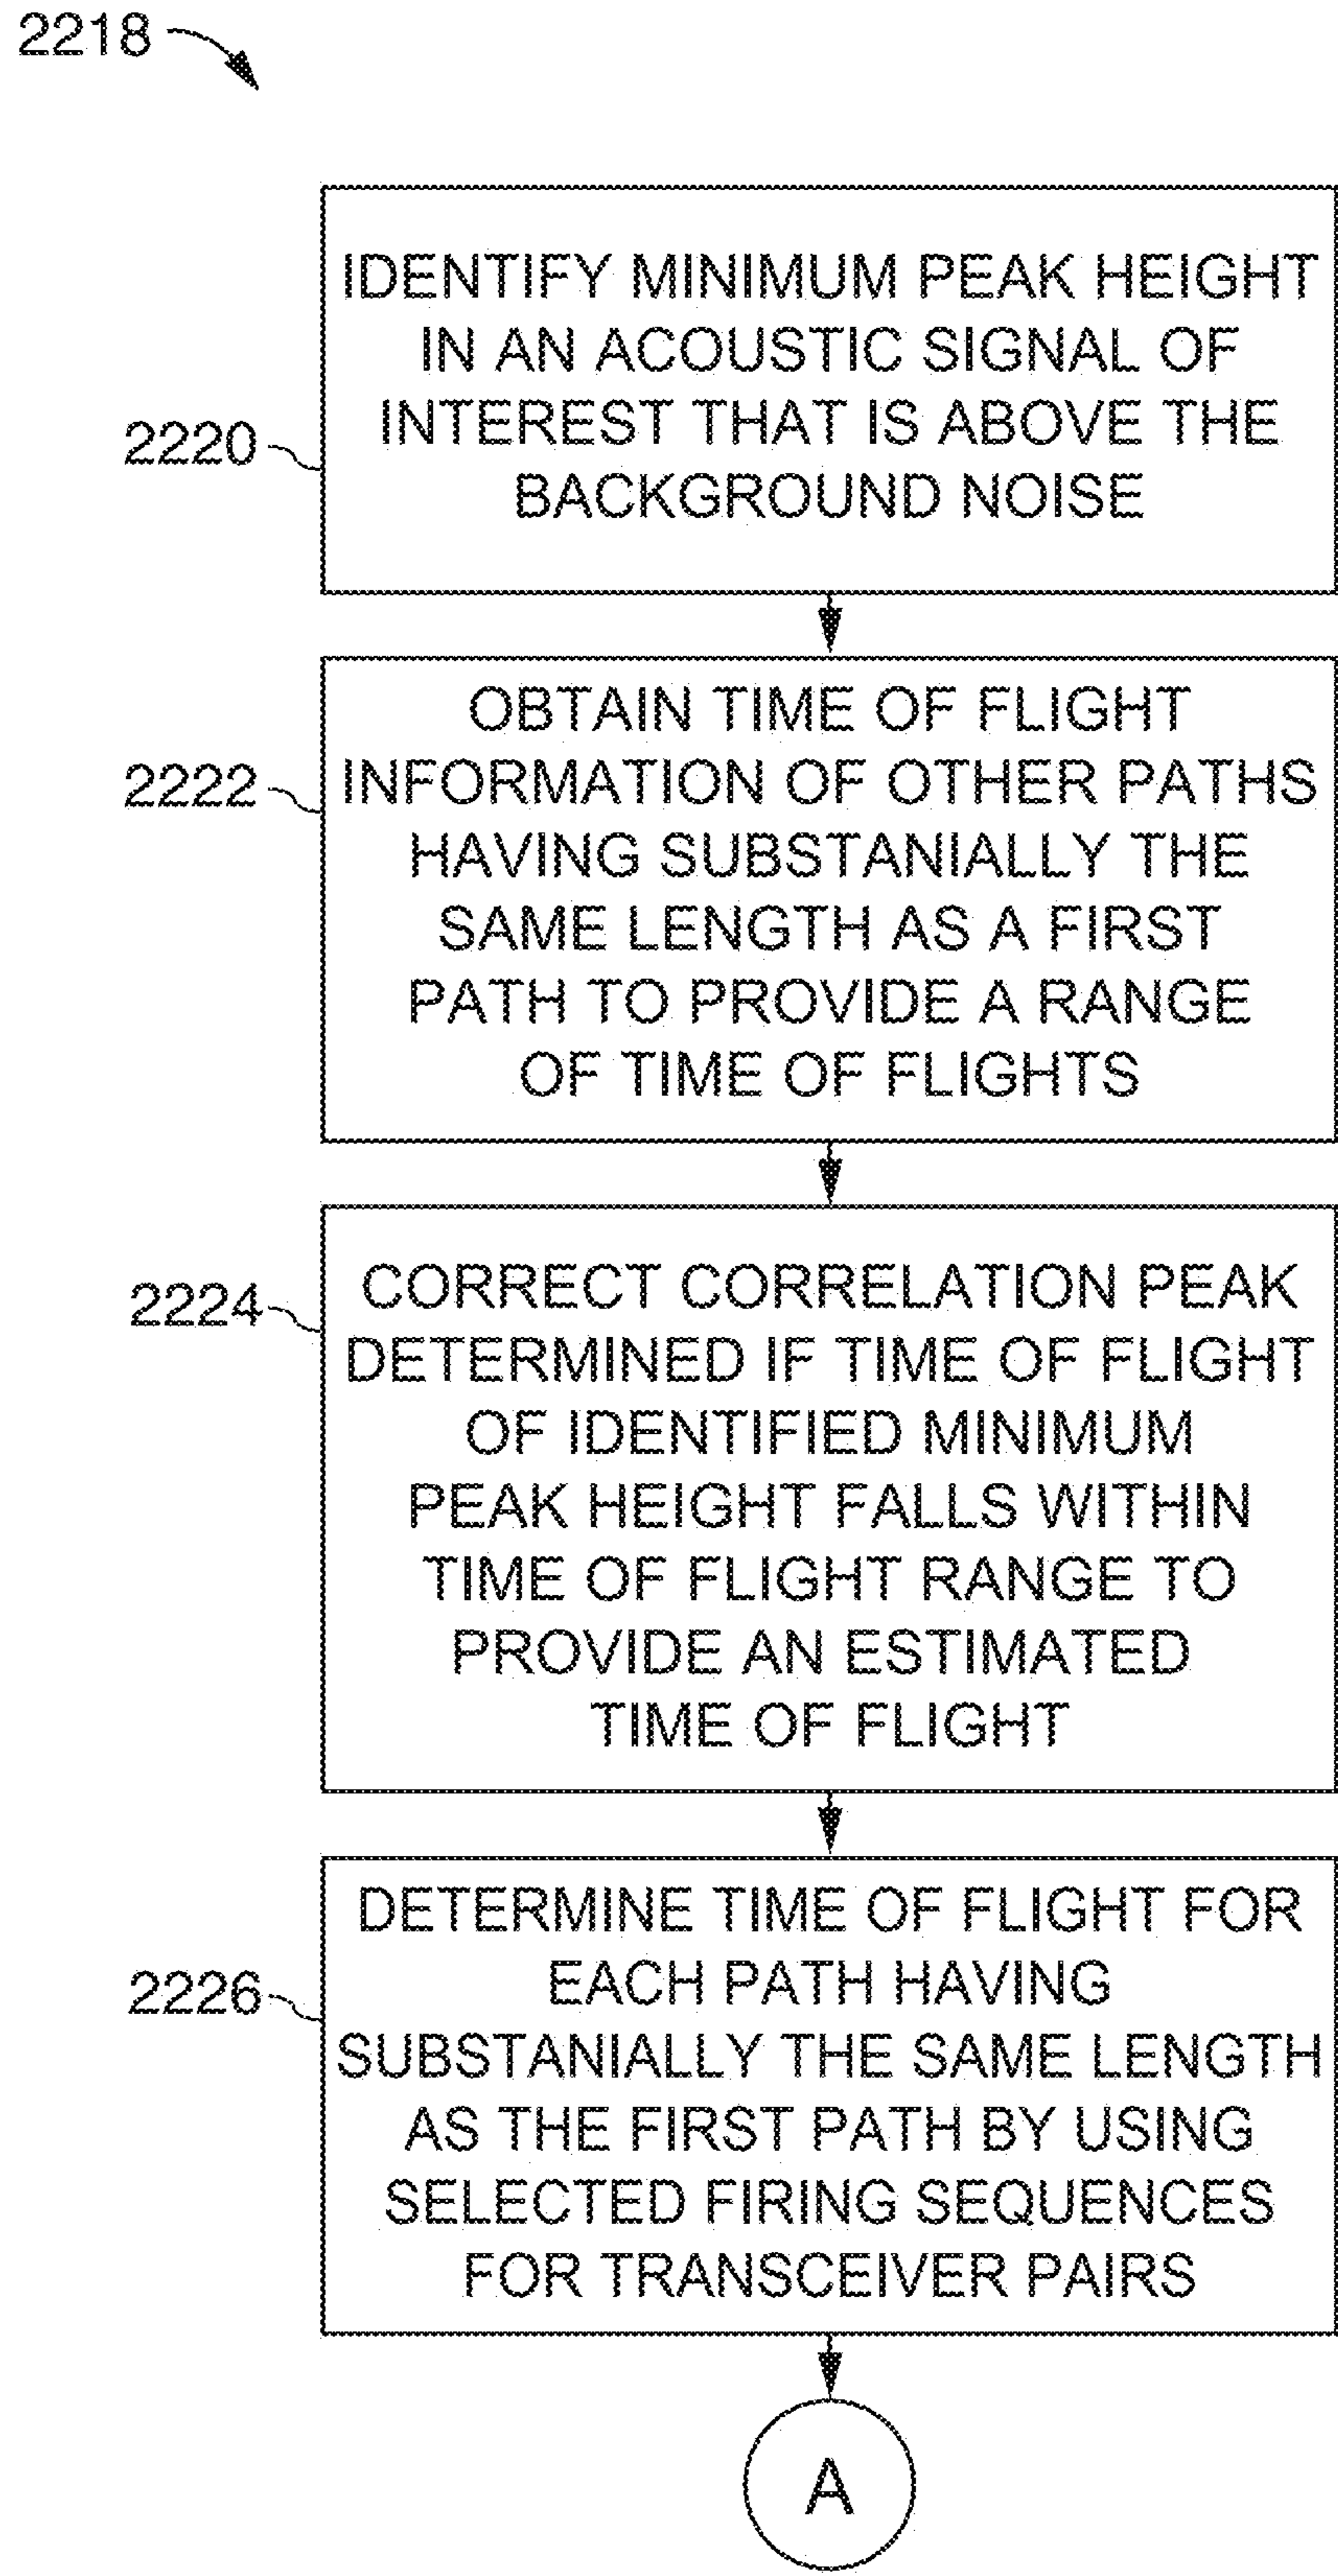 2218
IDENTIFY MINIMUM PEAK HEIGHT
IN AN ACOUSTIC SIGNAL OF
INTEREST THAT IS ABOVE THE
BACKGROUND NOISE
2220
OBTAIN TIME OF FLIGHT
INFORMATION OF OTHER PATHS
HAVING SUBSTANIALLY THE
SAME LENGTH AS A FIRST
PATH TO PROVIDE A RANGE
OF TIME OF FLIGHTS
2222
CORRECT CORRELATION PEAK
DETERMINED IF TIME OF FLIGHT
OF IDENTIFIED MINIMUM
PEAK HEIGHT FALLS WITHIN
TIME OF FLIGHT RANGE TO
PROVIDE AN ESTIMATED
TIME OF FLIGHT
2224
DETERMINE TIME OF FLIGHT FOR
EACH PATH HAVING
SUBSTANIALLY THE SAME LENGTH
AS THE FIRST PATH BY USING
SELECTED FIRING SEQUENCES
FOR TRANSCEIVER PAIRS
2226
A